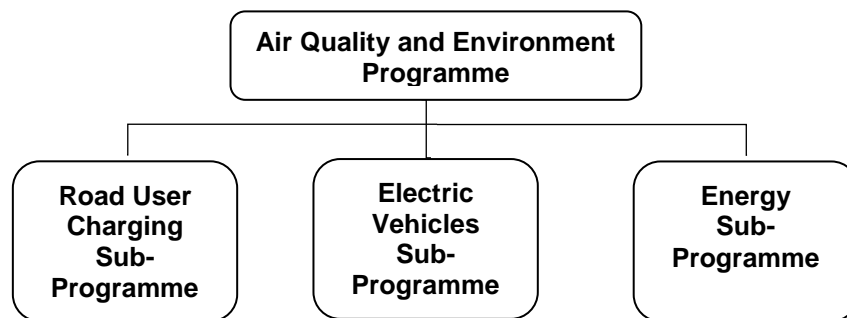 Air Quality and Environment
Programme
Road User
Charging
Sub-
Programme
Electric
Vehicles
Sub-
Programme
Energy
Sub-
Programme